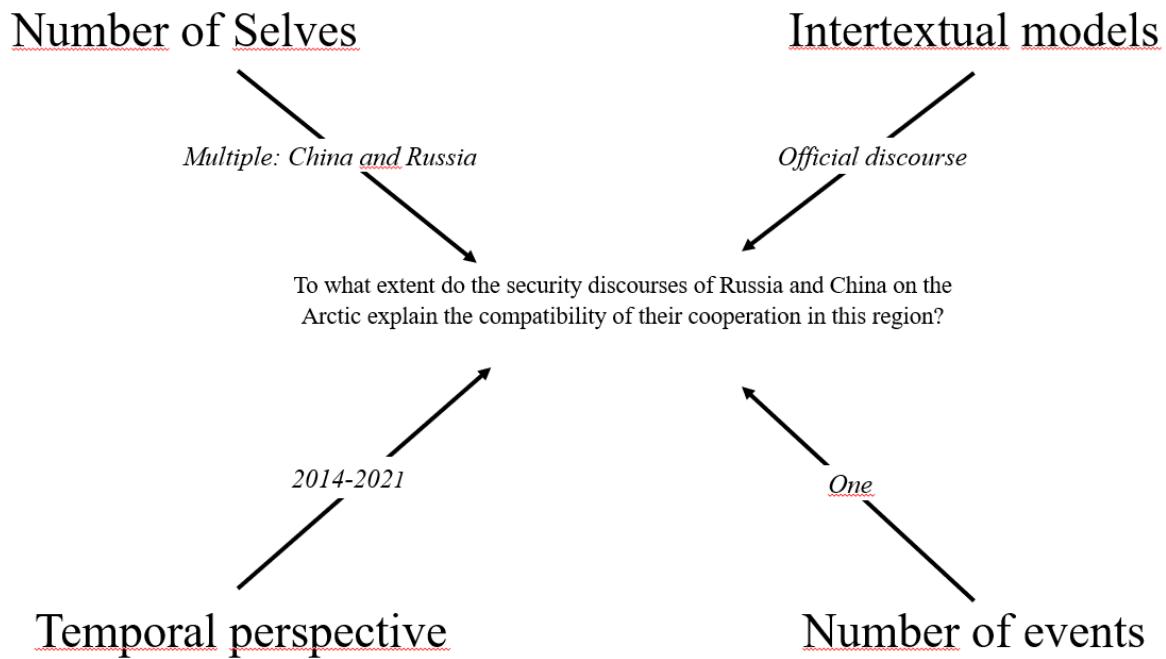 Number of Selves
Intertextual models
Multiple: China and Russia
Official discourse
To what extent do the security discourses of Russia and China on the
Arctic explain the compatibility of their cooperation in this region?
2014-2021
One
Temporal perspective
Number of events